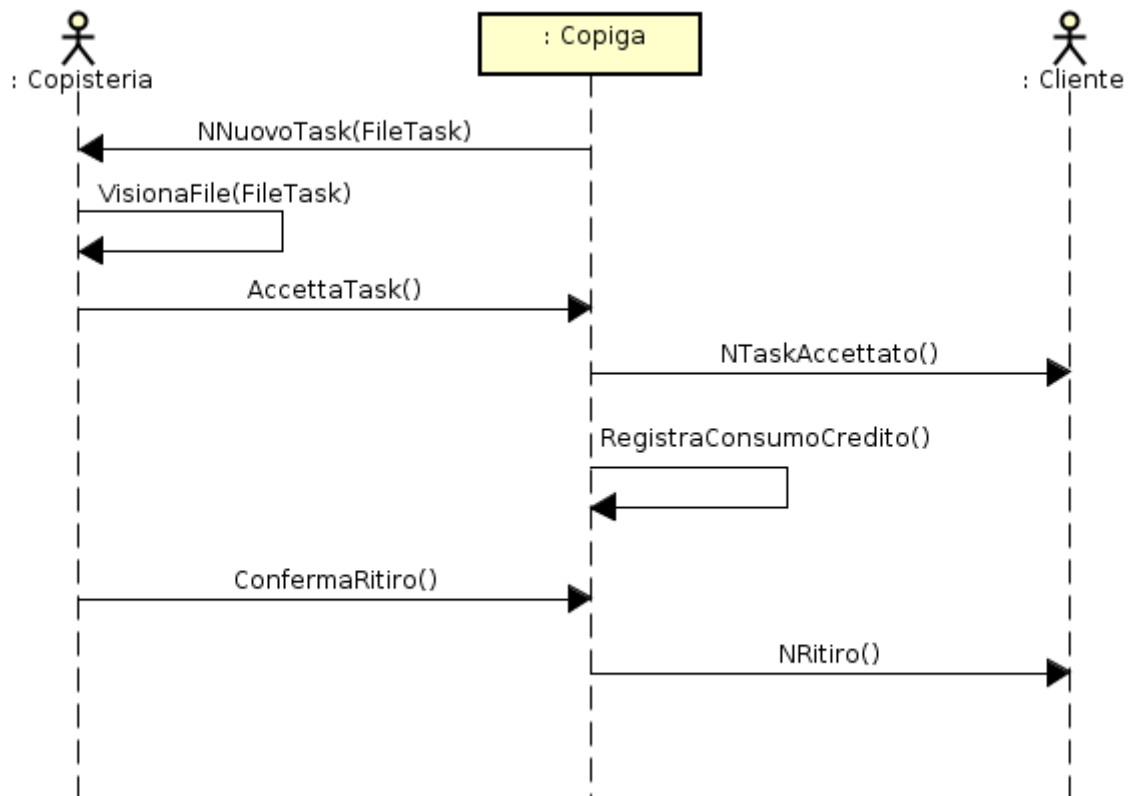 : Copiga
: Copisteria
: Cliente
NNuovoTask(FileTask)
VisionaFile(FileTask)
AccettaTask()
NTaskAccettato()
RegistraConsumoCredito()
ConfermaRitiro()
NRitiro()